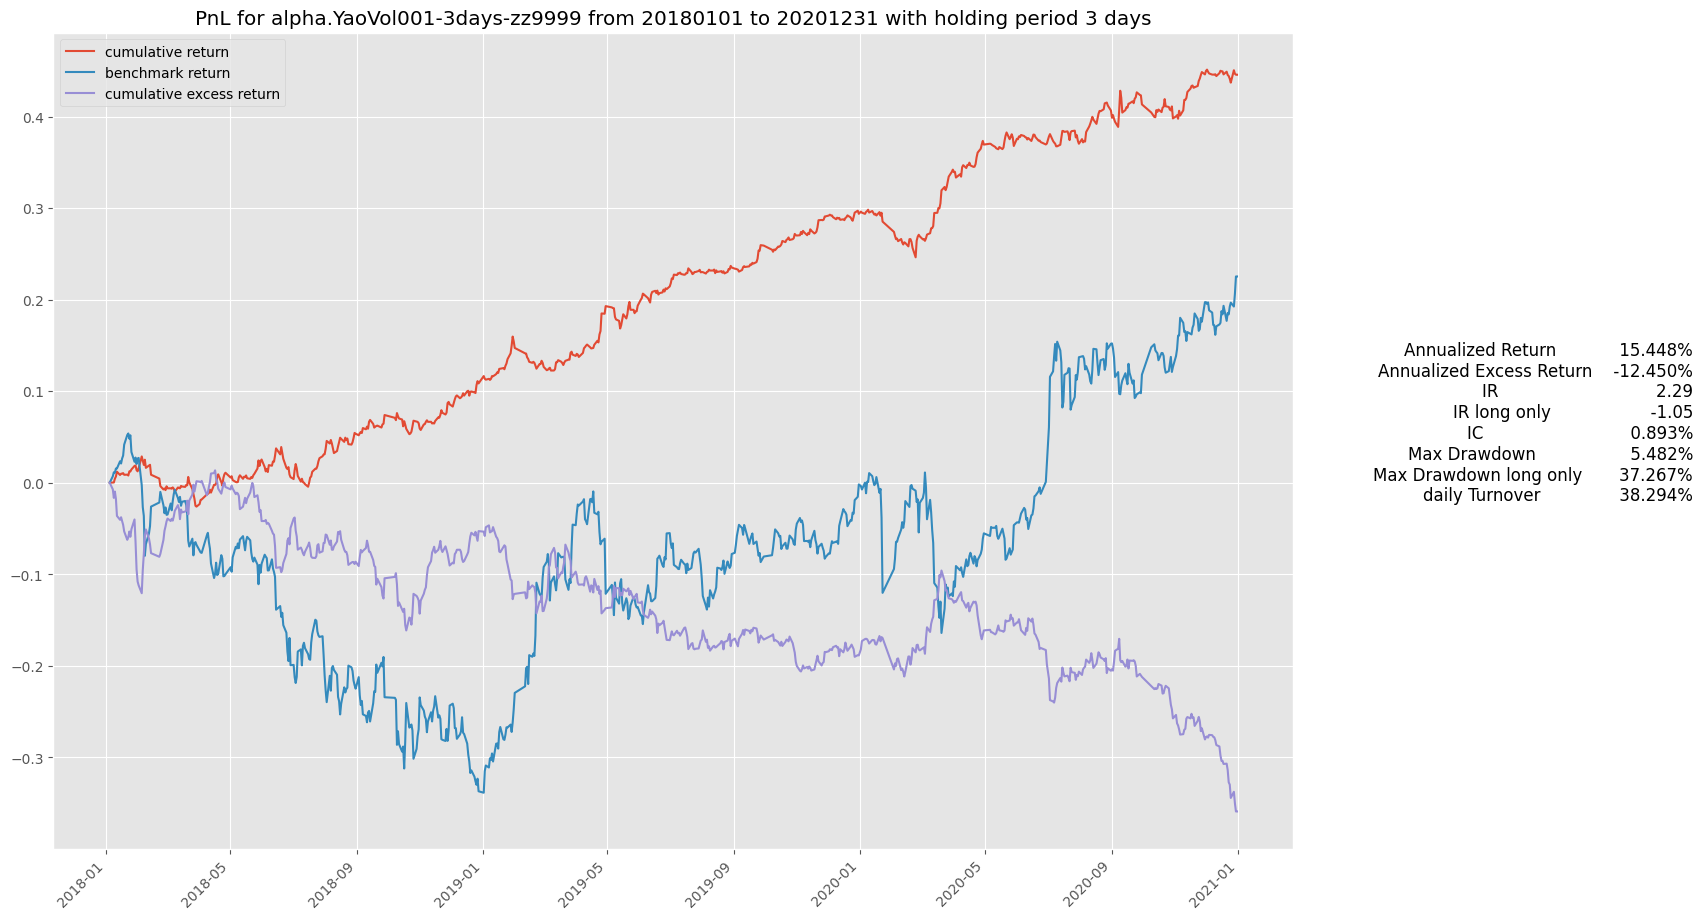 PnL for alpha.YaoVol001-3days-zz9999 from 20180101 to 20201231 with holding period 3 days
cumulative return
benchmark return
cumulative excess return
0.4
0.3
0.2
0.1
0.0
−0.1
−0.2
−0.3
2018-01
2018-05
2018-09
2019-01
2019-05
2019-09
2020-01
2020-05
2020-09
2021-01
Annualized Return 15.448%
Annualized Excess Return -12.450%
IR 2.29
IR long only -1.05
IC 0.893%
Max Drawdown 5.482%
Max Drawdown long only 37.267%
daily Turnover 38.294%